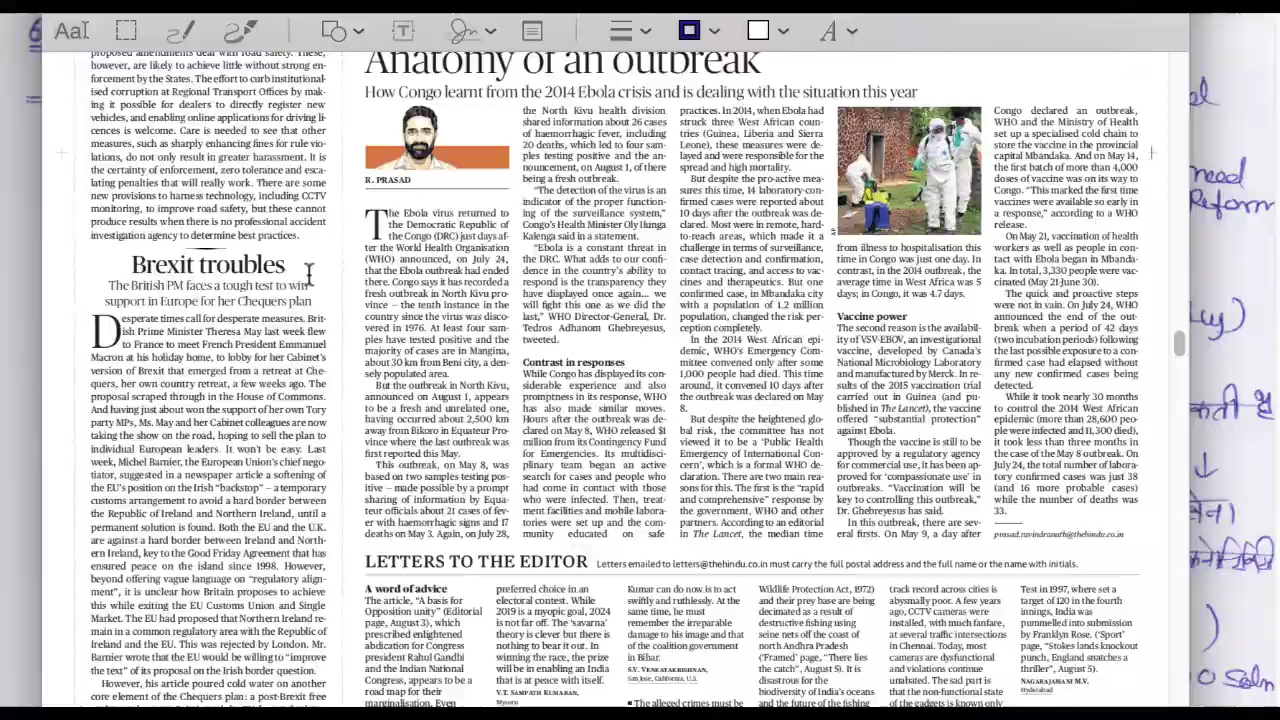 proposed amendments deal with road safety. These,
however, are likely to achieve little without strong en-
forcement by the States. The effort to curb institutional-
ised corruption at Regional Transport Offices by mak-
ing it possible for dealers to directly register new
vehicles, and enabling online applications for driving li-
cences is welcome. Care is needed to see that other
measures, such as sharply enhancing fines for rule vio-
lations, do not only result in greater harassment. It is
the certainty of enforcement, zero tolerance and esca-
lating penalties that will really work. There are some
new provisions to harness technology, including CCTV
monitoring, to improve road safety, but these cannot
produce results when there is no professional accident
investigation agency to determine best practices.
Brexit troubles
The British PM faces a tough test to win
support in Europe for her Chequers plan
Desperate times call for desperate measures. Brit-
ish Prime Minister Theresa May last week flew
to France to meet French President Emmanuel
Macron at his holiday home, to lobby for her Cabinet's
version of Brexit that emerged from a retreat at Che-
quers, her own country retreat, a few weeks ago. The
proposal scraped through in the House of Commons.
And having just about won the support of her own Tory
party MPs, Ms. May and her Cabinet colleagues are now
taking the show on the road, hoping to sell the plan to
individual European leaders. It won't be easy. Last
week, Michel Barnier, the European Union's chief nego-
tiator, suggested in a newspaper article a softening of
the EU's position on the Irish "backstop" – a temporary
customs arrangement to avoid a hard border between
the Republic of Ireland and Northern Ireland, until a
permanent solution is found. Both the EU and the U.K.
are against a hard border between Ireland and North-
ern Ireland, key to the Good Friday Agreement that has
ensured peace on the island since 1998. However,
beyond offering vague language on "regulatory align-
ment", it is unclear how Britain proposes to achieve
this while exiting the EU Customs Union and Single
Market. The EU had proposed that Northern Ireland re-
main in a common regulatory area with the Republic of
Ireland and the EU. This was rejected by London. Mr.
Barnier wrote that the EU would be willing to "improve
the text" of its proposal on the Irish border question.
However, his article poured cold water on another
core element of the Chequers plan: a post-Brexit free
Anatomy of an outbreak
How Congo learnt from the 2014 Ebola crisis and is dealing with the situation this year
R. PRASAD
The Ebola virus returned to
the Democratic Republic of
the Congo (DRC) just days af-
ter the World Health Organisation
(WHO) announced, on July 24,
that the Ebola outbreak had ended
there. Congo says it has recorded a
fresh outbreak in North Kivu pro-
vince – the tenth instance in the
country since the virus was disco-
vered in 1976. At least four sam-
ples have tested positive and the
majority of cases are in Mangina,
about 30 km from Beni city, a den-
sely populated area.
But the outbreak in North Kivu,
announced on August 1, appears
to be a fresh and unrelated one,
having occurred about 2,500 km
away from Bikoro in Equateur Pro-
vince where the last outbreak was
first reported this May.
This outbreak, on May 8, was
based on two samples testing pos-
itive – made possible by a prompt
sharing of information by Equa-
teur officials about 21 cases of fev-
er with haemorrhagic signs and 17
deaths on May 3. Again, on July 28,
the North Kivu health division
shared information about 26 cases
of haemorrhagic fever, including
20 deaths, which led to four sam-
ples testing positive and the an-
nouncement, on August 1, of there
being a fresh outbreak.
"The detection of the virus is an
indicator of the proper function-
ing of the surveillance system,"
Congo's Health Minister Oly Ilunga
Kalenga said in a statement.
"Ebola is a constant threat in
the DRC. What adds to our confi-
dence in the country's ability to
respond is the transparency they
have displayed once again... we
will fight this one as we did the
last," WHO Director-General, Dr.
Tedros Adhanom Ghebreyesus,
tweeted.
Contrast in responses
While Congo has displayed its con-
siderable experience and also
promptness in its response, WHO
has also made similar moves.
Hours after the outbreak was de-
clared on May 8, WHO released $1
million from its Contingency Fund
for Emergencies. Its multidisci-
plinary team began an active
search for cases and people who
had come in contact with those
who were infected. Then, treat-
ment facilities and mobile labora-
tories were set up and the com-
munity educated on safe
practices. In 2014, when Ebola had
struck three West African coun-
tries (Guinea, Liberia and Sierra
Leone), these measures were de-
layed and were responsible for the
spread and high mortality.
But despite the pro-active mea-
sures this time, 14 laboratory-con-
firmed cases were reported about
10 days after the outbreak was de-
clared. Most were in remote, hard-
to-reach areas, which made it a
challenge in terms of surveillance,
case detection and confirmation,
contact tracing, and access to vac-
cines and therapeutics. But one
confirmed case, in Mbandaka city
with a population of 1.2 million
population, changed the risk per-
ception completely.
In the 2014 West African epi-
demic, WHO's Emergency Com-
mittee convened only after some
1,000 people had died. This time
around, it convened 10 days after
the outbreak was declared on May
8.
But despite the heightened glo-
bal risk, the committee has not
viewed it to be a 'Public Health
Emergency of International Con-
cern', which is a formal WHO de-
claration. There are two main rea-
sons for this. The first is the "rapid
and comprehensive" response by
the government, WHO and other
partners. According to an editorial
in The Lancet, the median time
from illness to hospitalisation this
time in Congo was just one day. In
contrast, in the 2014 outbreak, the
average time in West Africa was 5
days; in Congo, it was 4.7 days.
Vaccine power
The second reason is the availabil-
ity of VSV-EBOV, an investigational
vaccine, developed by Canada's
National Microbiology Laboratory
and manufactured by Merck. In re-
sults of the 2015 vaccination trial
carried out in Guinea (and pu-
blished in The Lancet), the vaccine
offered "substantial protection"
against Ebola.
Though the vaccine is still to be
approved by a regulatory agency
for commercial use, it has been ap-
proved for 'compassionate use' in
outbreaks. "Vaccination will be
key to controlling this outbreak,"
Dr. Ghebreyesus has said.
In this outbreak, there are sev-
eral firsts. On May 9, a day after
Congo declared an outbreak,
WHO and the Ministry of Health
set up a specialised cold chain to
store the vaccine in the provincial
capital Mbandaka. And on May 14,
the first batch of more than 4,000
doses of vaccine was on its way to
Congo. "This marked the first time
vaccines were available so early in
a response," according to a WHO
release.
On May 21, vaccination of health
workers as well as people in con-
tact with Ebola began in Mbanda-
ka. In total, 3,330 people were vac-
cinated (May 21-June 30).
The quick and proactive steps
were not in vain. On July 24, WHO
announced the end of the out-
break when a period of 42 days
(two incubation periods) following
the last possible exposure to a con-
firmed case had elapsed without
any new confirmed cases being
detected.
While it took nearly 30 months
to control the 2014 West African
epidemic (more than 28,600 peo-
ple were infected and 11,300 died),
it took less than three months in
the case of the May 8 outbreak. On
July 24, the total number of labora-
tory confirmed cases was just 38
(and 16 more probable cases)
while the number of deaths was
33.
prasad.ravindranath@thehindu.co.in
LETTERS TO THE EDITOR Letters emailed to letters@thehindu.co.in must carry the full postal address and the full name or the name with initials.
A word of advice
The article, "A basis for
Opposition unity" (Editorial
page, August 3), which
prescribed enlightened
abdication for Congress
president Rahul Gandhi
and the Indian National
Congress, appears to be a
road map for their
marginalisation. Even
preferred choice in an
electoral contest. While
2019 is a myopic goal, 2024
is not far off. The 'savarna'
theory is clever but there is
nothing to bear it out. In
winning the race, the prize
will be in enabling an India
that is at peace with itself.
V.T. SAMPATH KUMARAN,
Mysuru
Kumar can do now is to act
swiftly and ruthlessly. At the
same time, he must
remember the irreparable
damage to his image and that
of the coalition government
in Bihar.
S.V. VENKATAKRISHNAN,
San Jose, California, U.S.
■ The alleged crimes must be
Wildlife Protection Act, 1972)
and their prey base are being
decimated as a result of
destructive fishing using
seine nets off the coast of
north Andhra Pradesh
('Framed' page, "There lies
the catch", August 5). It is
disastrous for the
biodiversity of India's oceans
and the future of the fishing
track record across cities is
abysmally poor. A few years
ago, CCTV cameras were
installed, with much fanfare,
at several traffic intersections
in Chennai. Today, most
cameras are dysfunctional
and violations continue
unabated. The sad part is
that the non-functional state
of the gadgets is known only
Test in 1997, where set a
target of 120 in the fourth
innings, India was
pummelled into submission
by Franklyn Rose. ('Sport'
page, "Stokes lands knockout
punch, England snatches a
thriller", August 5).
NAGARAJAMANI M.V.
Hyderabad
need
Reform